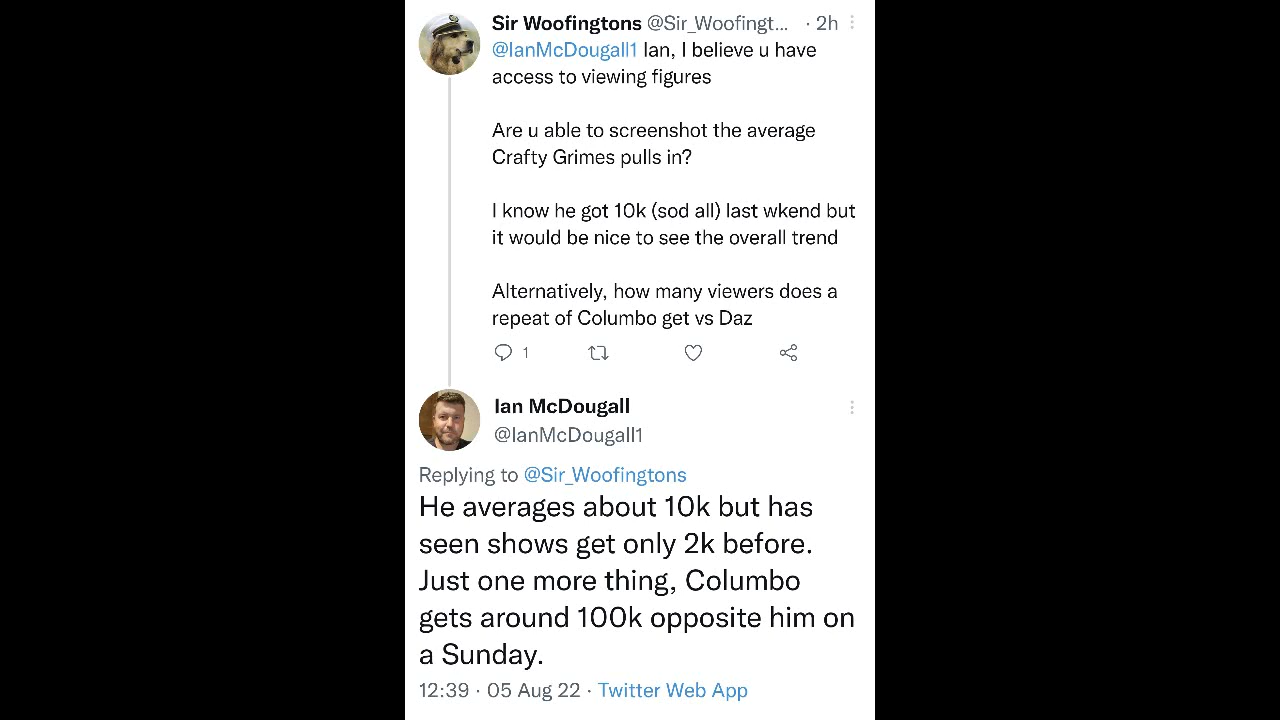 Sir Woofingtons @Sir_Woofingt... · 2h
@IanMcDougall1 Ian, I believe u have
access to viewing figures
Are u able to screenshot the average
Crafty Grimes pulls in?
I know he got 10k (sod all) last wkend but
it would be nice to see the overall trend
Alternatively, how many viewers does a
repeat of Columbo get vs Daz
1
Ian McDougall
@IanMcDougall1
Replying to @Sir_Woofingtons
He averages about 10k but has
seen shows get only 2k before.
Just one more thing, Columbo
gets around 100k opposite him on
a Sunday.
12:39 · 05 Aug 22 · Twitter Web App